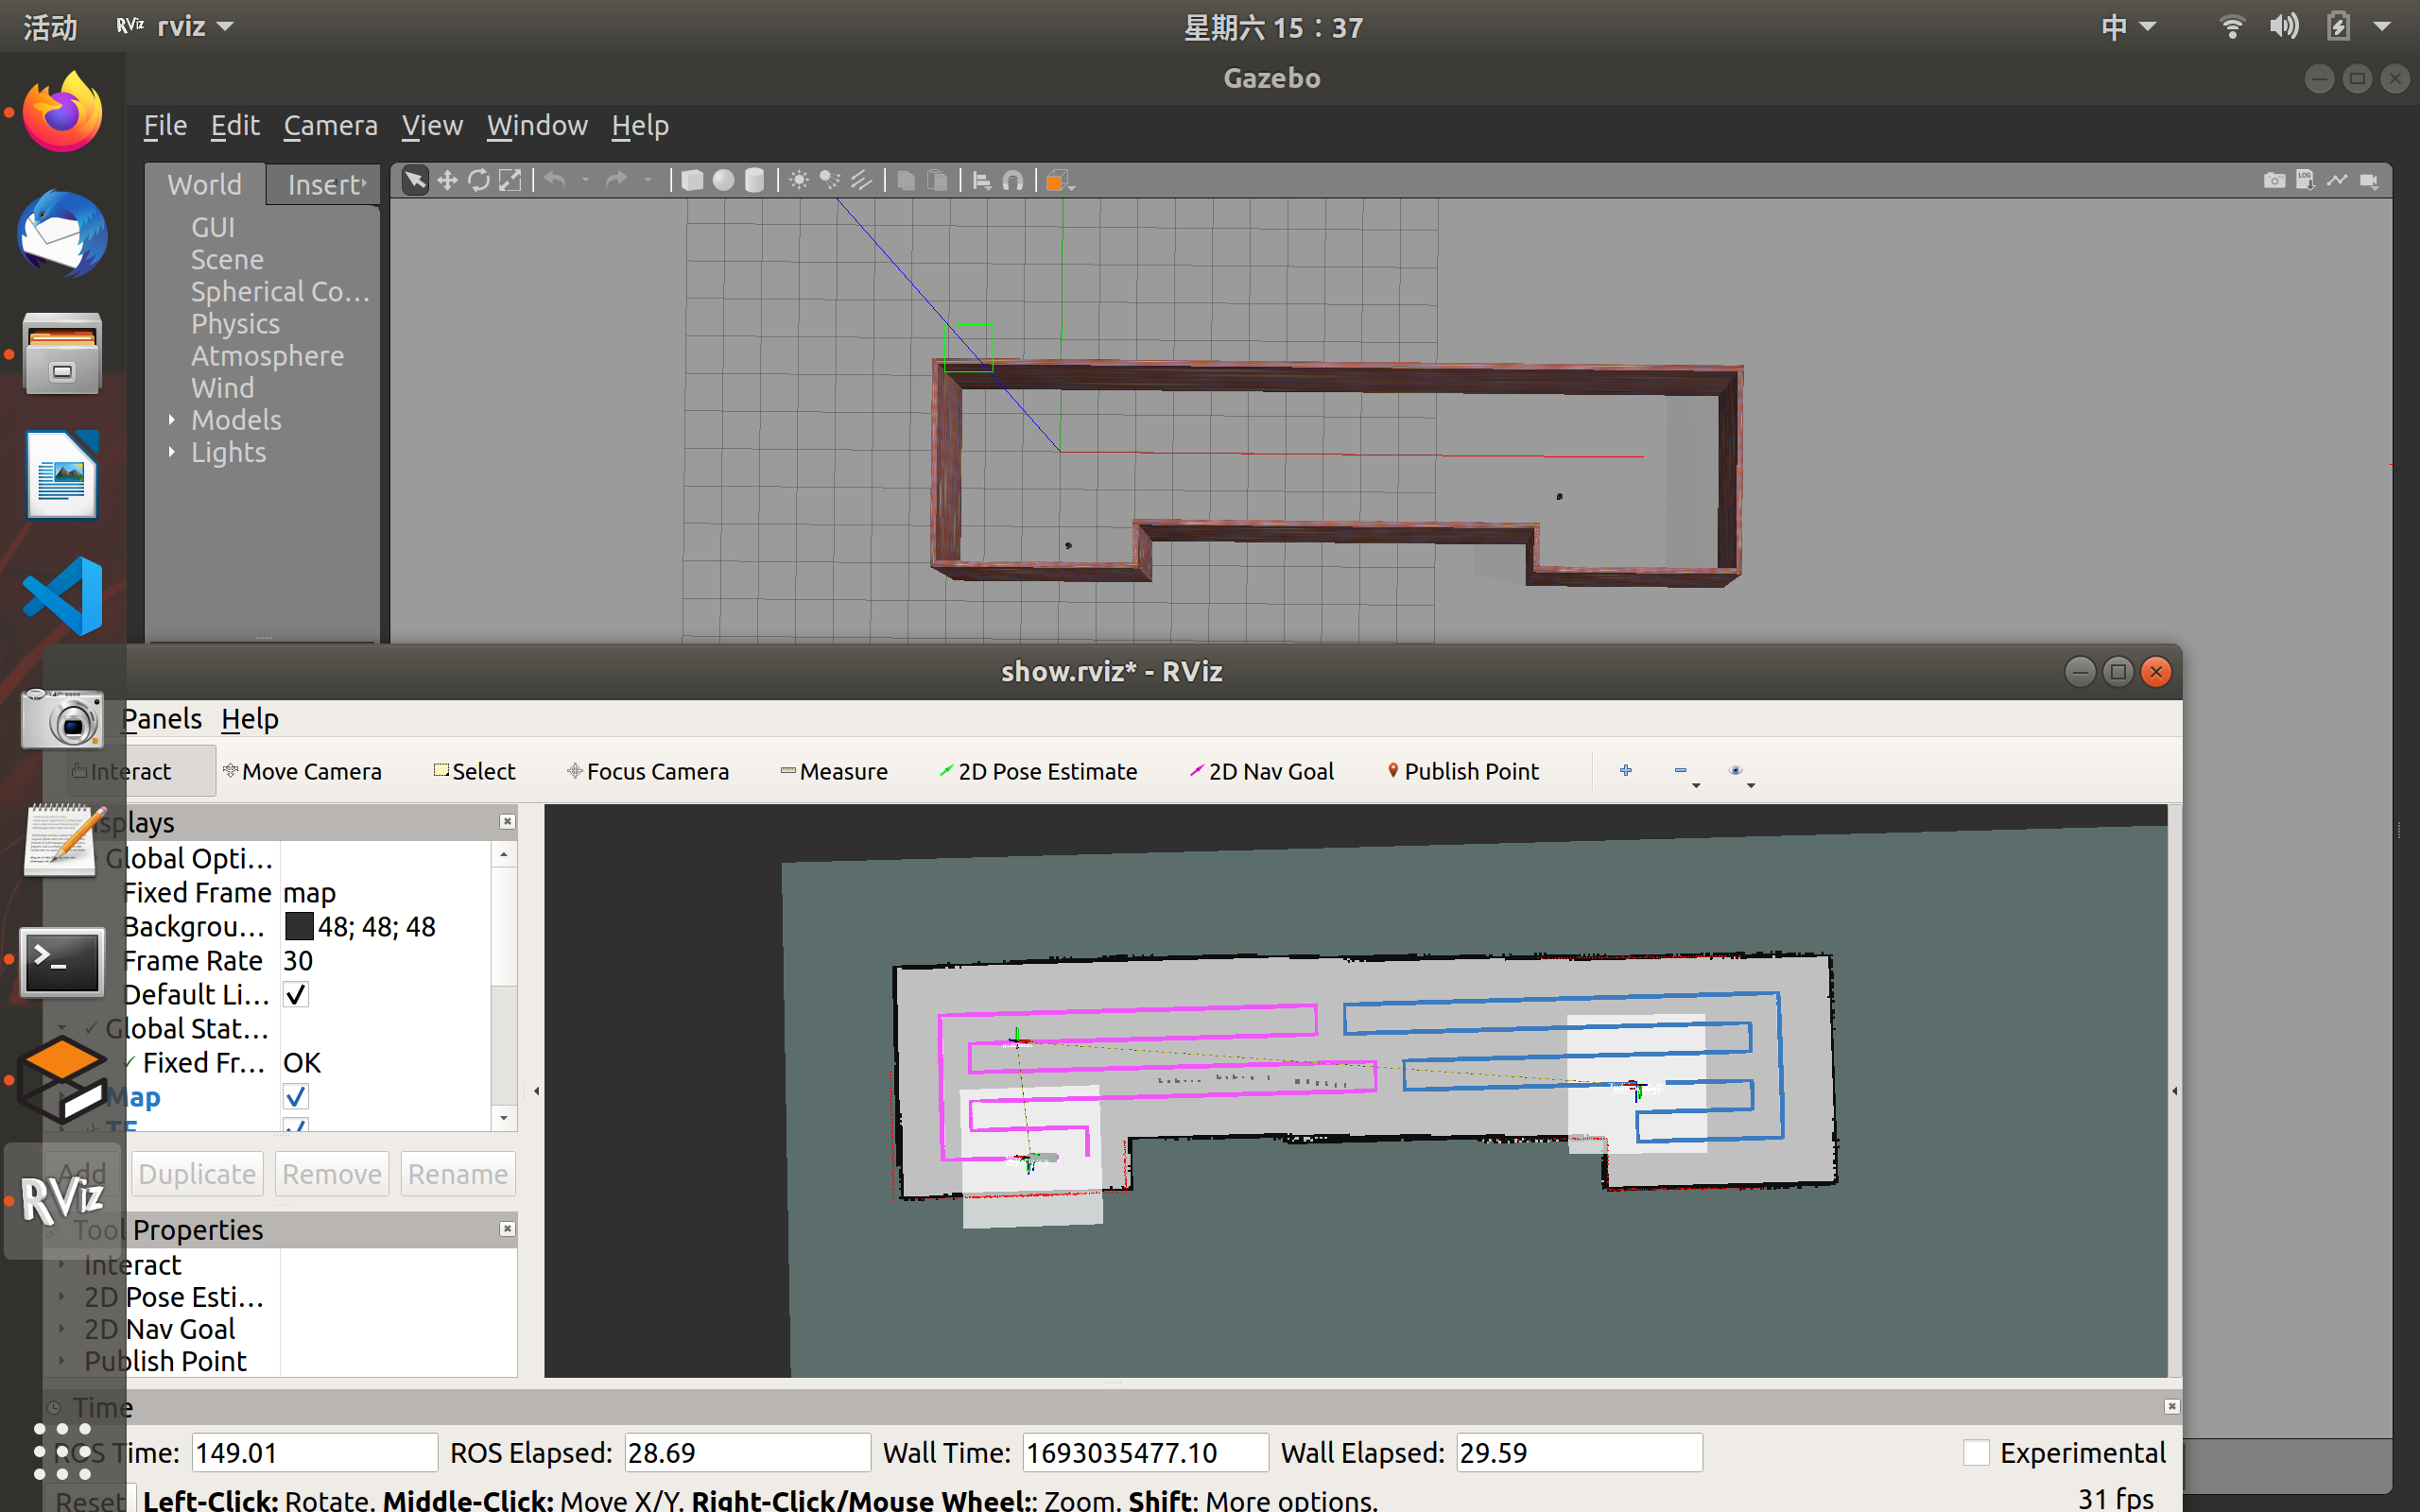 活动
RViz rviz
星期六 15：37
中
Gazebo
File Edit Camera View Window Help
World Insert
GUI
Scene
Spherical Co…
Physics
Atmosphere
Wind
Models
Lights
LOG
show.rviz* - RViz
Panels Help
Interact Move Camera Select Focus Camera Measure 2D Pose Estimate 2D Nav Goal Publish Point
splays
Global Opti…
Fixed Frame map
Backgrou… 48; 48; 48
Frame Rate 30
Default Li…
Global Stat…
Fixed Fr… OK
Map
TF
Add Duplicate Remove Rename
RViz
Tool Properties
Interact
2D Pose Esti…
2D Nav Goal
Publish Point
Time
ROS Time: 149.01 ROS Elapsed: 28.69 Wall Time: 1693035477.10 Wall Elapsed: 29.59 Experimental
Reset Left-Click: Rotate. Middle-Click: Move X/Y. Right-Click/Mouse Wheel:: Zoom. Shift: More options. 31 fps